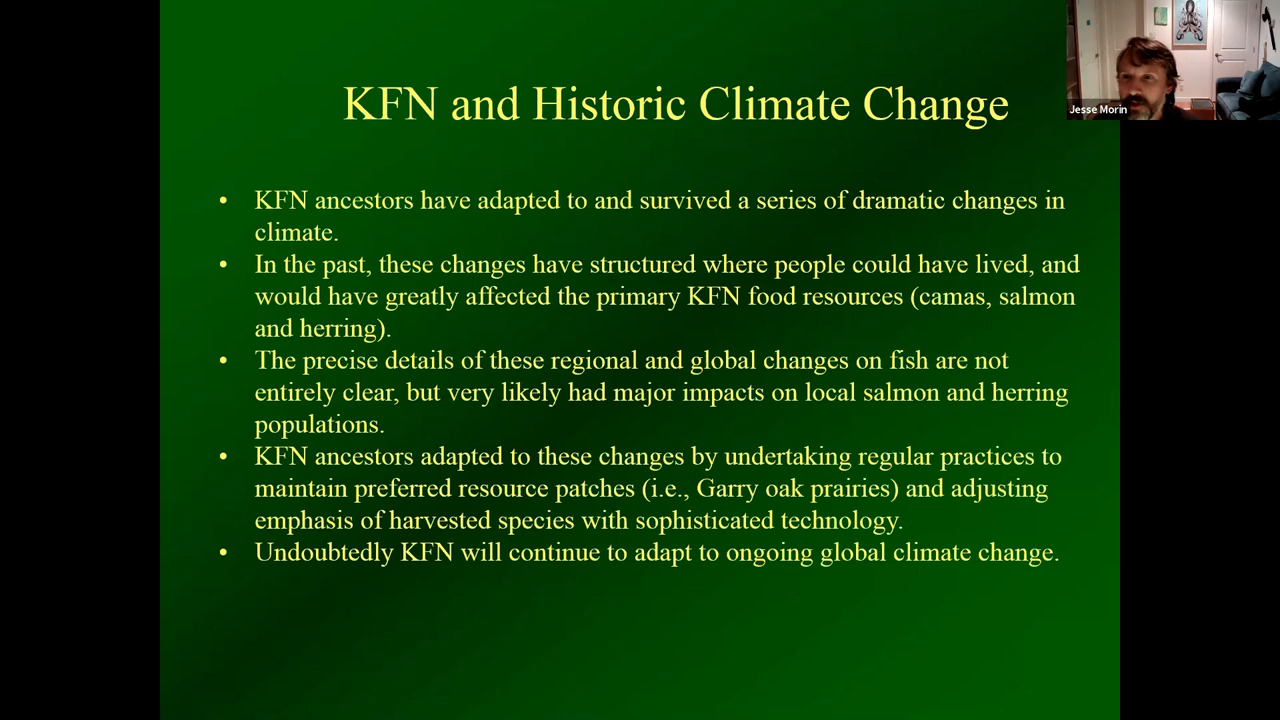 KFN and Historic Climate Change
Jesse Morin
• KFN ancestors have adapted to and survived a series of dramatic changes in
climate.
• In the past, these changes have structured where people could have lived, and
would have greatly affected the primary KFN food resources (camas, salmon
and herring).
• The precise details of these regional and global changes on fish are not
entirely clear, but very likely had major impacts on local salmon and herring
populations.
• KFN ancestors adapted to these changes by undertaking regular practices to
maintain preferred resource patches (i.e., Garry oak prairies) and adjusting
emphasis of harvested species with sophisticated technology.
• Undoubtedly KFN will continue to adapt to ongoing global climate change.